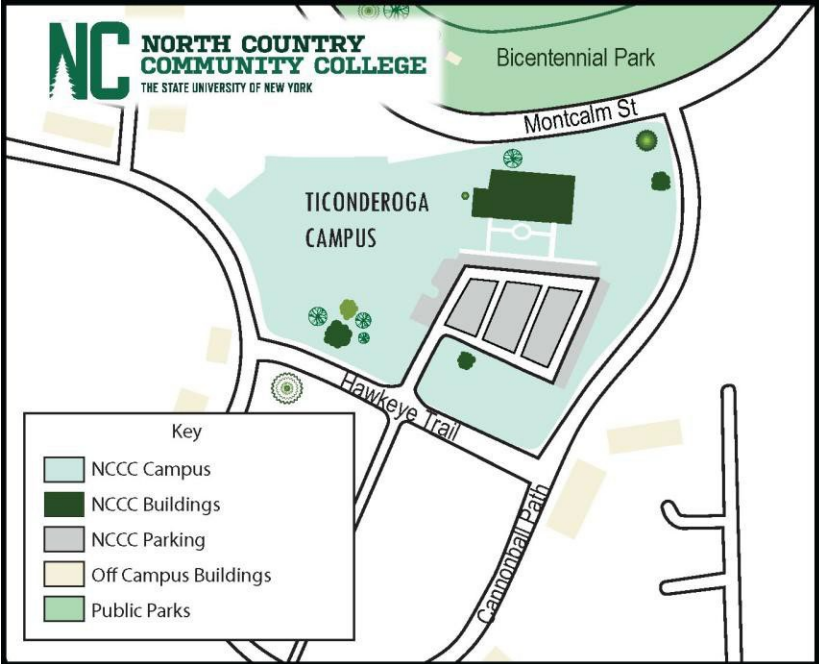 NC NORTH COUNTRY
COMMUNITY COLLEGE
THE STATE UNIVERSITY OF NEW YORK
Bicentennial Park
Montcalm St
TICONDEROGA
CAMPUS
Hawkeye Trail
Cannonball Path
Key
NCCC Campus
NCCC Buildings
NCCC Parking
Off Campus Buildings
Public Parks